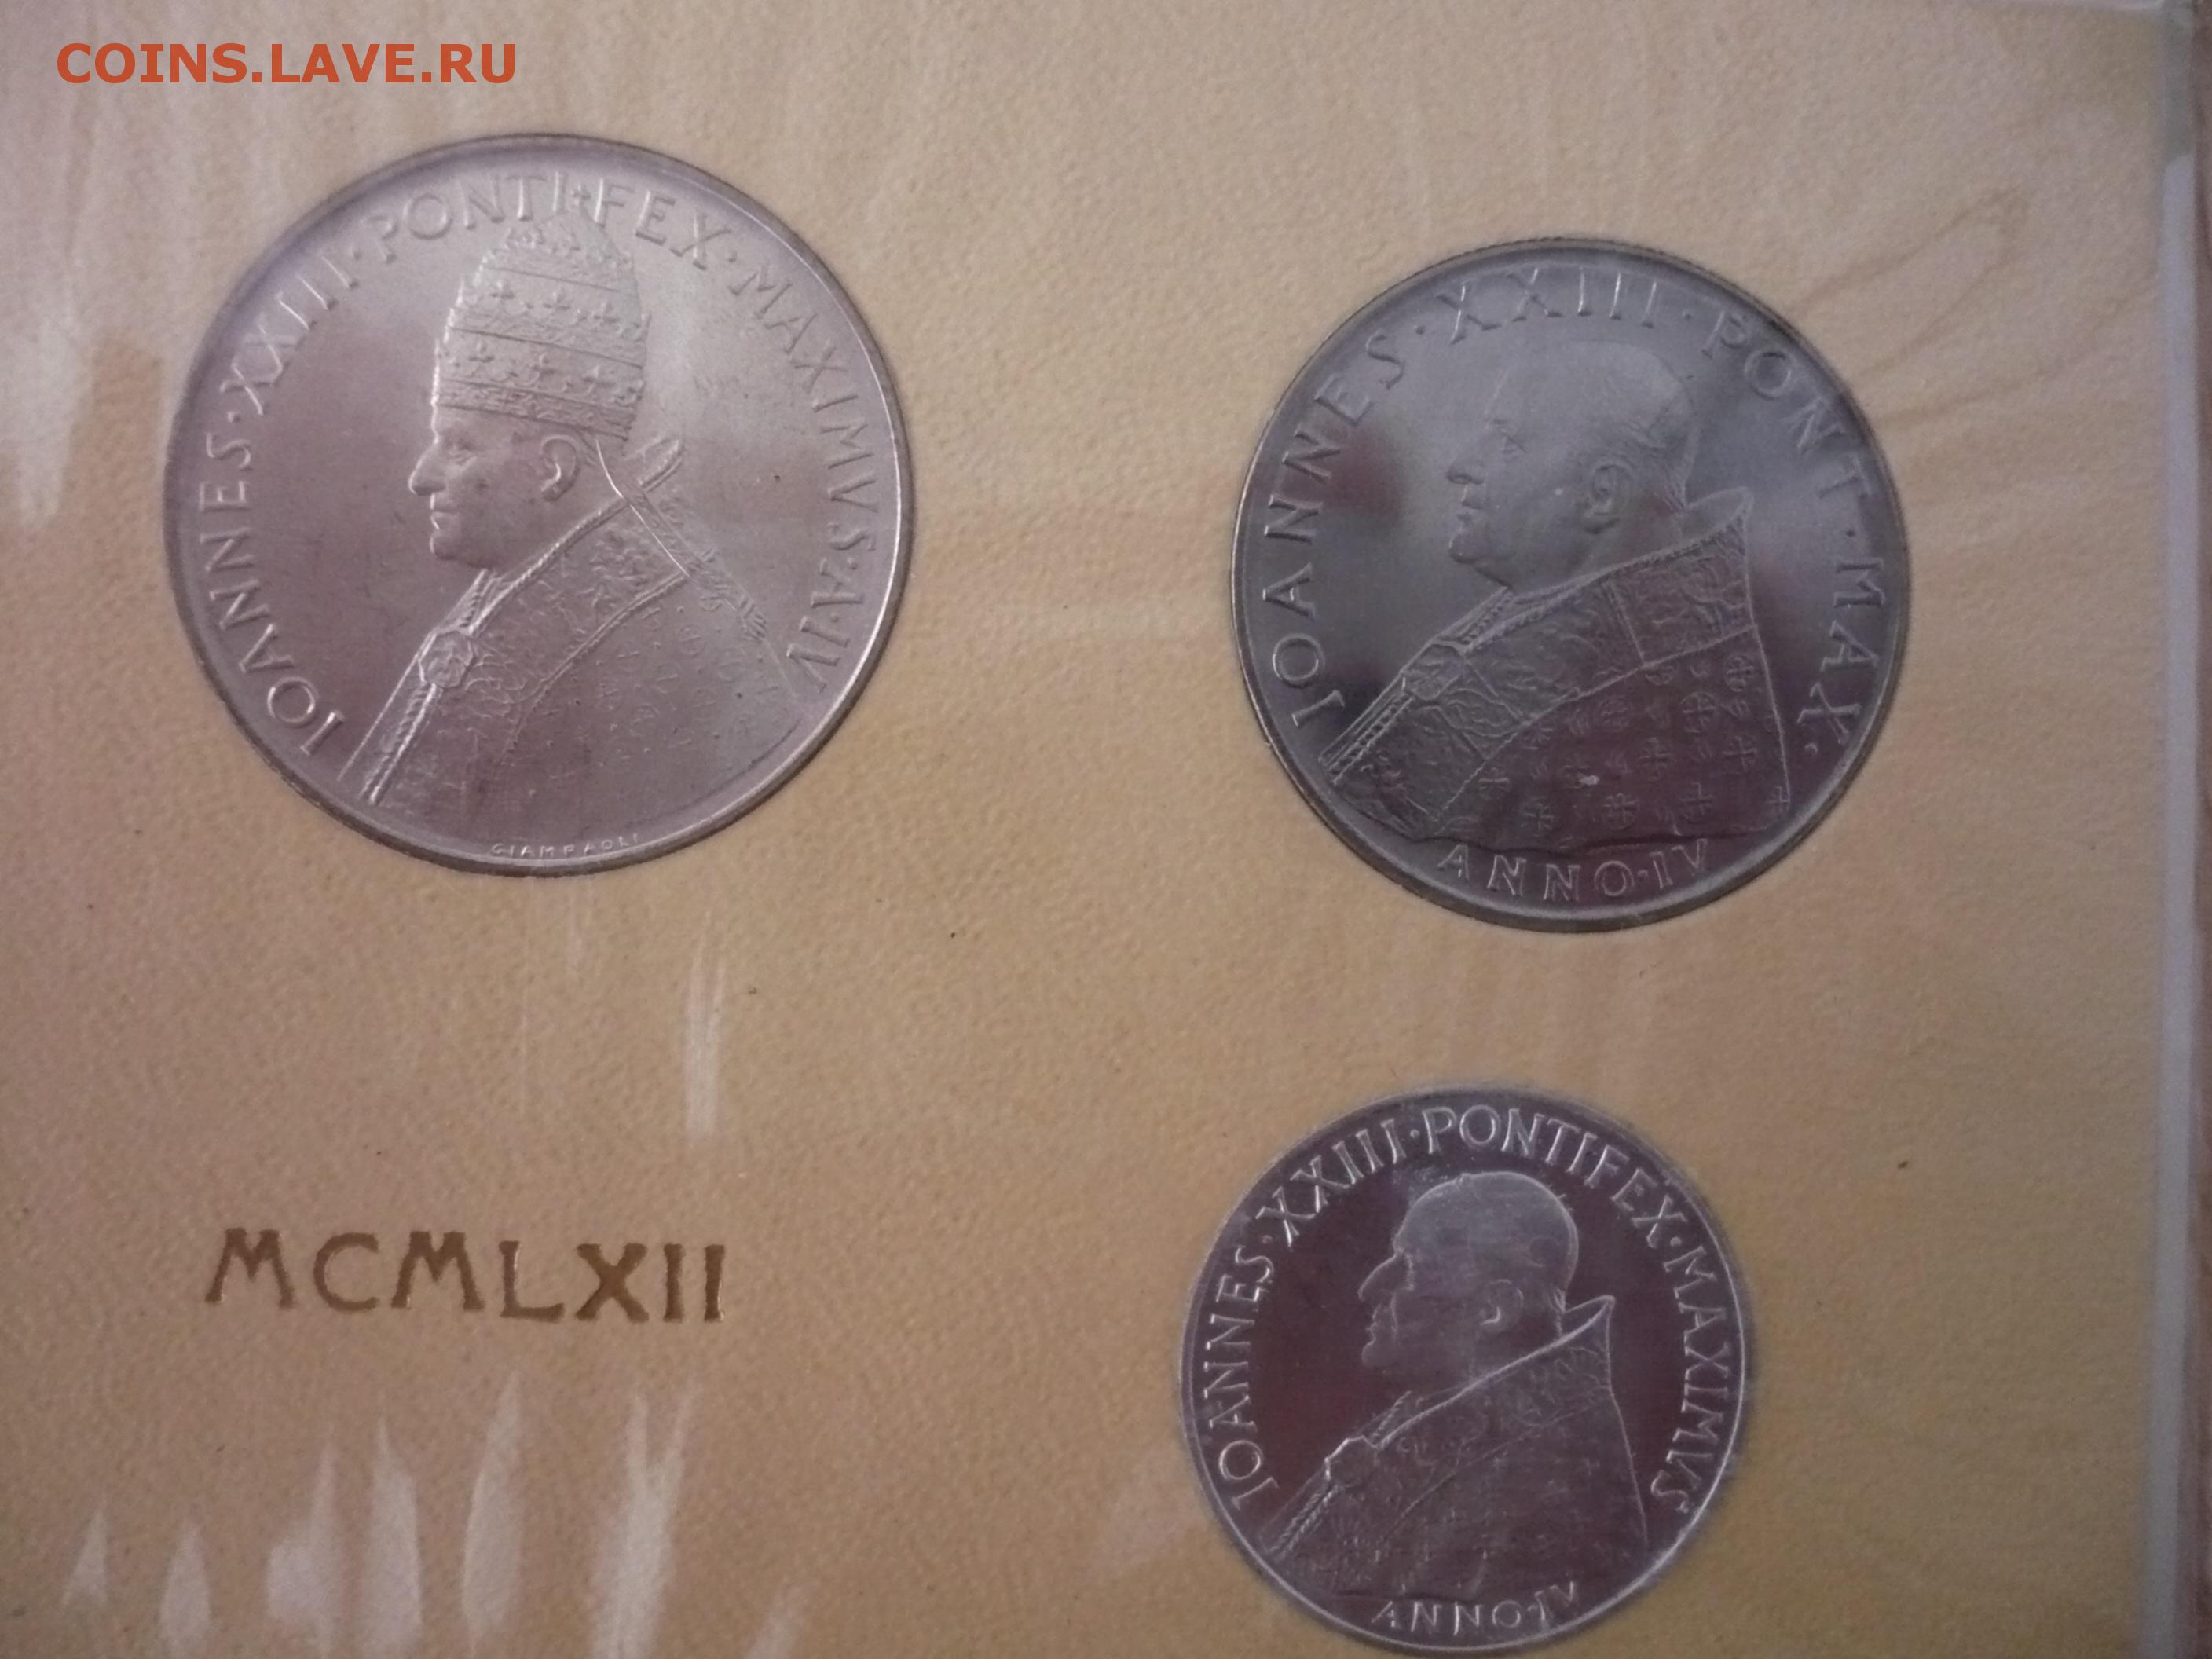 COINS.LAVE.RU
IOANNES·XXIII·PONTIFEX·MAXIMVS·A·IV
GIAMPAOLI
IOANNES·XXIII·PONT·MAX·
ANNO·IV
MCMLXII
IOANNES·XXIII·PONTIFEX·MAXIMVS
ANNO·IV